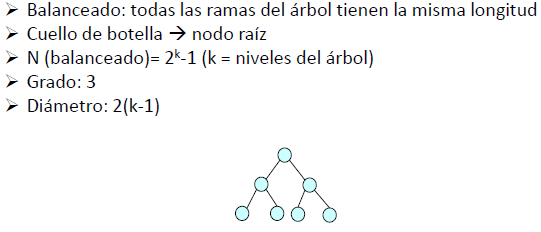 ➢ Balanceado: todas las ramas del árbol tienen la misma longitud
➢ Cuello de botella → nodo raíz
➢ N (balanceado)= 2ᵏ-1 (k = niveles del árbol)
➢ Grado: 3
➢ Diámetro: 2(k-1)